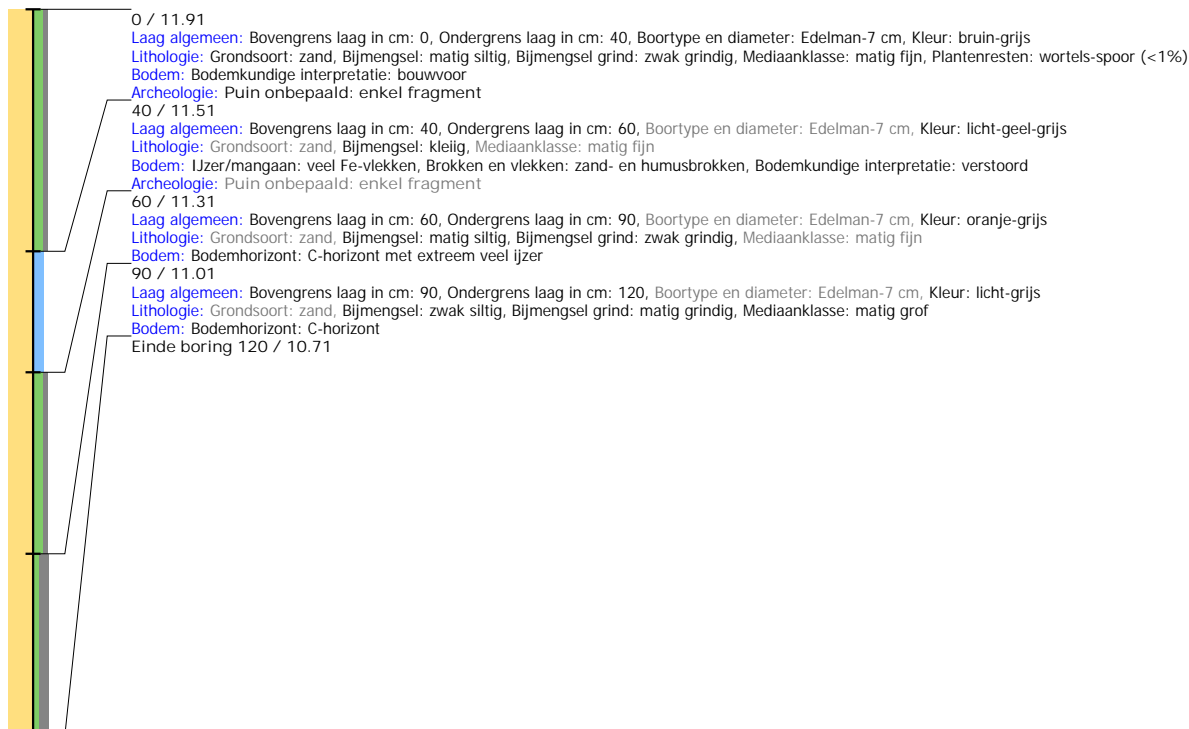 0 / 11.91
Laag algemeen: Bovengrens laag in cm: 0, Ondergrens laag in cm: 40, Boortype en diameter: Edelman-7 cm, Kleur: bruin-grijs
Lithologie: Grondsoort: zand, Bijmengsel: matig siltig, Bijmengsel grind: zwak grindig, Mediaanklasse: matig fijn, Plantenresten: wortels-spoor (<1%)
Bodem: Bodemkundige interpretatie: bouwvoor
Archeologie: Puin onbepaald: enkel fragment
40 / 11.51
Laag algemeen: Bovengrens laag in cm: 40, Ondergrens laag in cm: 60, Boortype en diameter: Edelman-7 cm, Kleur: licht-geel-grijs
Lithologie: Grondsoort: zand, Bijmengsel: kleiig, Mediaanklasse: matig fijn
Bodem: IJzer/mangaan: veel Fe-vlekken, Brokken en vlekken: zand- en humusbrokken, Bodemkundige interpretatie: verstoord
Archeologie: Puin onbepaald: enkel fragment
60 / 11.31
Laag algemeen: Bovengrens laag in cm: 60, Ondergrens laag in cm: 90, Boortype en diameter: Edelman-7 cm, Kleur: oranje-grijs
Lithologie: Grondsoort: zand, Bijmengsel: matig siltig, Bijmengsel grind: zwak grindig, Mediaanklasse: matig fijn
Bodem: Bodemhorizont: C-horizont met extreem veel ijzer
90 / 11.01
Laag algemeen: Bovengrens laag in cm: 90, Ondergrens laag in cm: 120, Boortype en diameter: Edelman-7 cm, Kleur: licht-grijs
Lithologie: Grondsoort: zand, Bijmengsel: zwak siltig, Bijmengsel grind: matig grindig, Mediaanklasse: matig grof
Bodem: Bodemhorizont: C-horizont
Einde boring 120 / 10.71